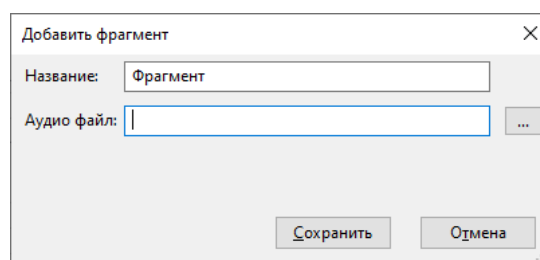 Добавить фрагмент
Название: Фрагмент
Аудио файл: ...
Сохранить Отмена